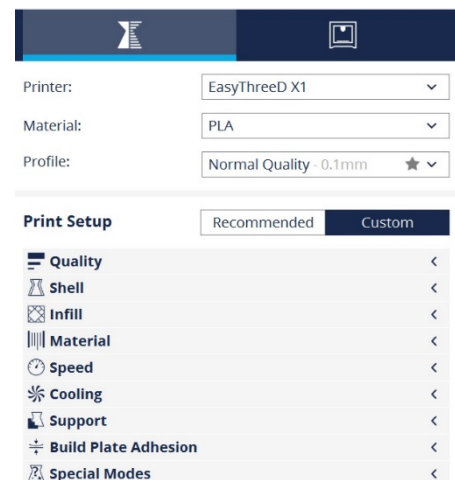 Printer: EasyThreeD X1
Material: PLA
Profile: Normal Quality - 0.1mm
Print Setup Recommended Custom
Quality
Shell
Infill
Material
Speed
Cooling
Support
Build Plate Adhesion
Special Modes